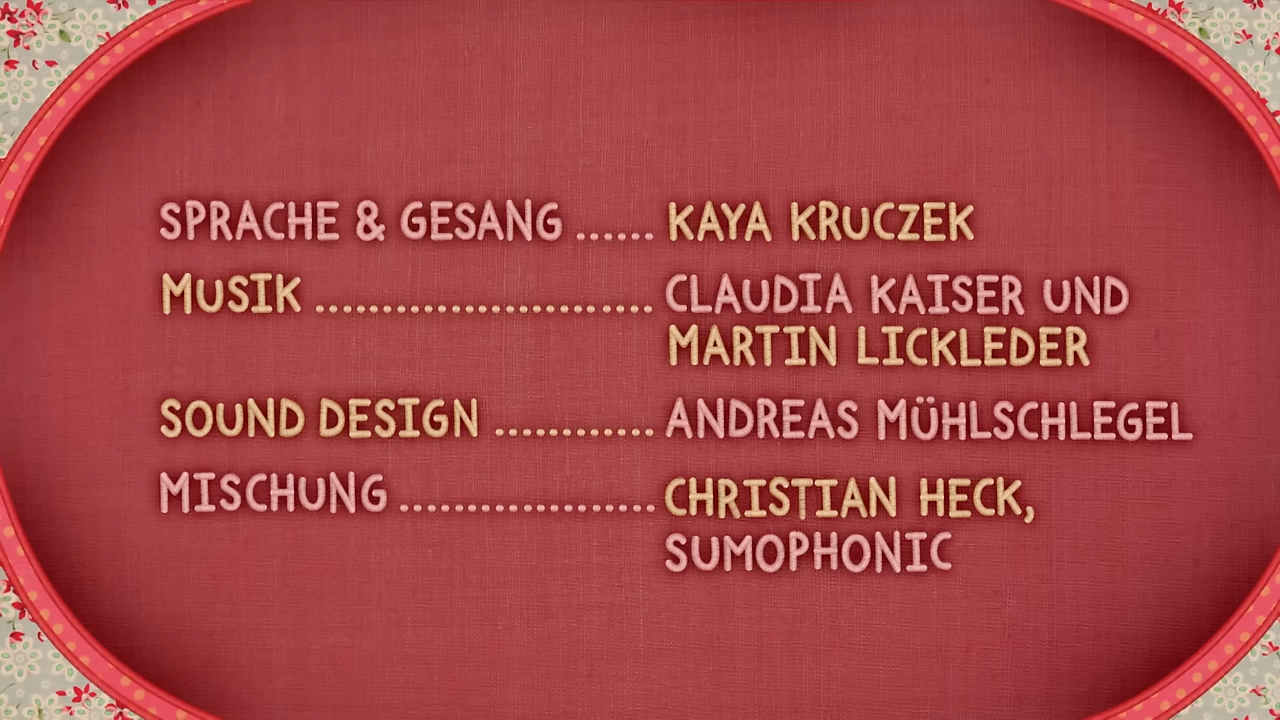 SPRACHE & GESANG ...... KAYA KRUCZEK
MUSIK ......................... CLAUDIA KAISER UND
MARTIN LICKLEDER
SOUND DESIGN ............ ANDREAS MÜHLSCHLEGEL
MISCHUNG ................... CHRISTIAN HECK,
SUMOPHONIC